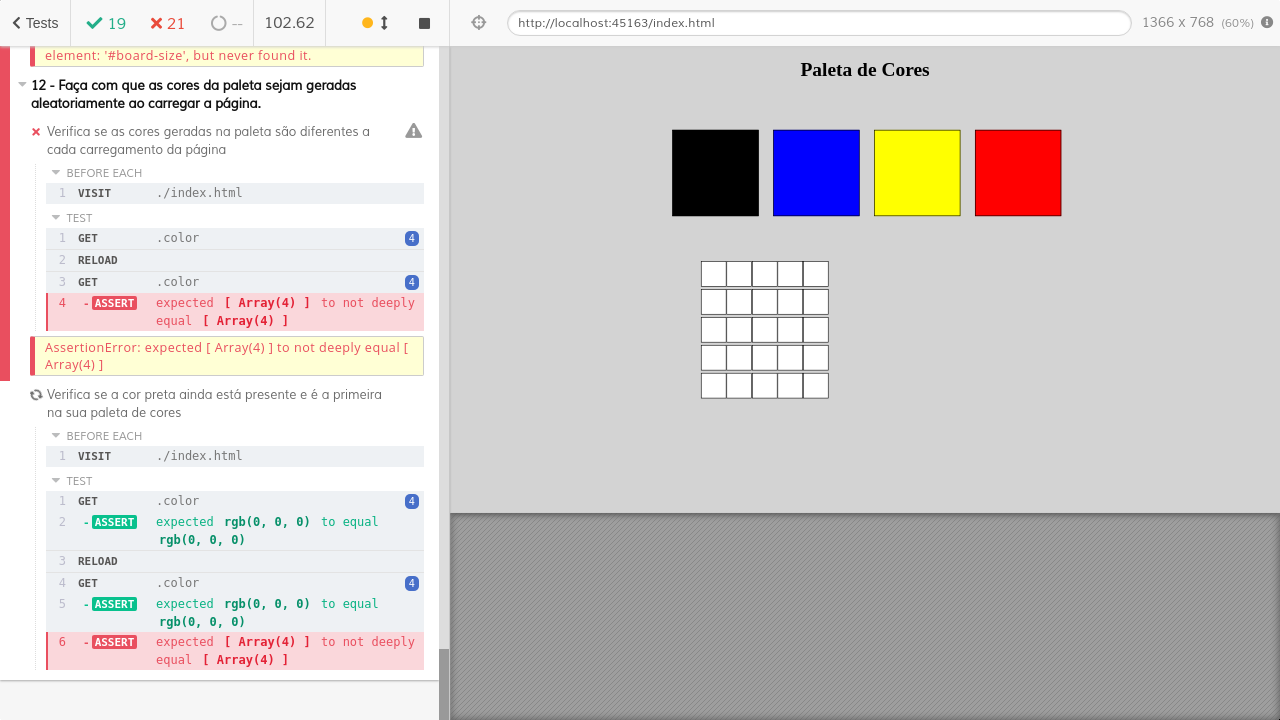 Tests
19
21
--
102.62
http://localhost:45163/index.html
1366 x 768 (60%)
element: '#board-size', but never found it.
12 - Faça com que as cores da paleta sejam geradas
aleatoriamente ao carregar a página.
Verifica se as cores geradas na paleta são diferentes a
cada carregamento da página
BEFORE EACH
1 VISIT ./index.html
TEST
1 GET .color 4
2 RELOAD
3 GET .color 4
4 -ASSERT expected [ Array(4) ] to not deeply
equal [ Array(4) ]
AssertionError: expected [ Array(4) ] to not deeply equal [
Array(4) ]
Verifica se a cor preta ainda está presente e é a primeira
na sua paleta de cores
BEFORE EACH
1 VISIT ./index.html
TEST
1 GET .color 4
2 -ASSERT expected rgb(0, 0, 0) to equal
rgb(0, 0, 0)
3 RELOAD
4 GET .color 4
5 -ASSERT expected rgb(0, 0, 0) to equal
rgb(0, 0, 0)
6 -ASSERT expected [ Array(4) ] to not deeply
equal [ Array(4) ]
Paleta de Cores